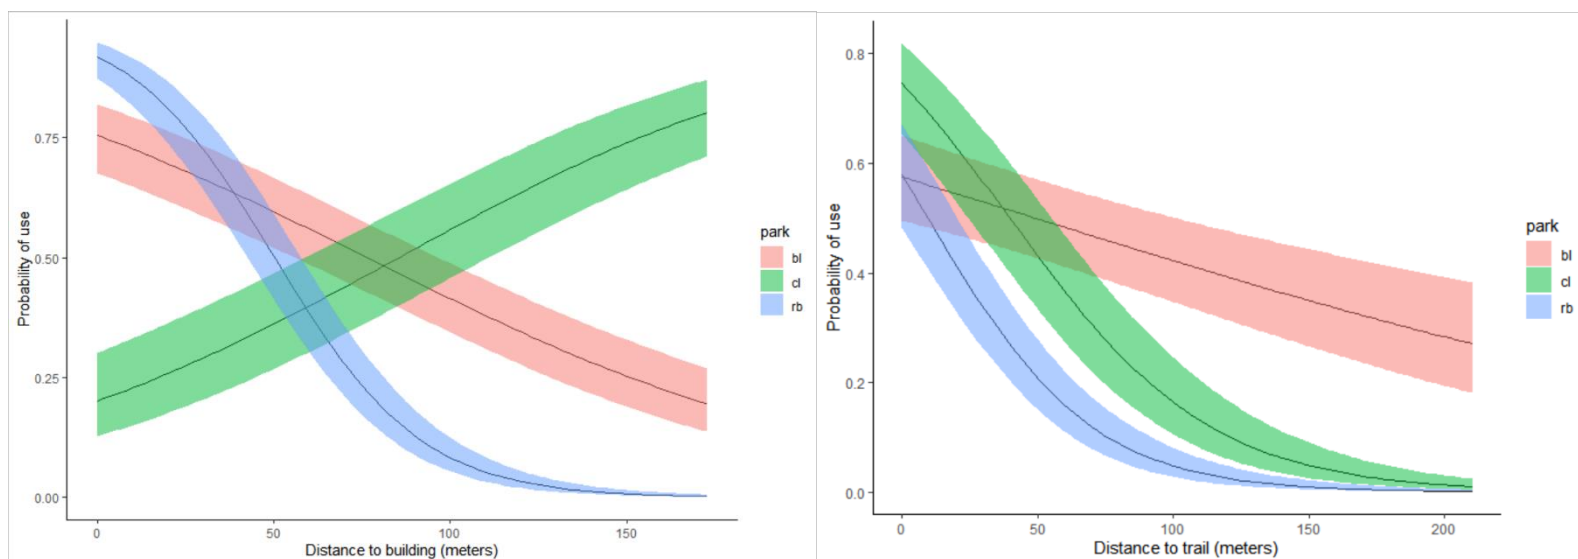 Probability of use
0.75
0.50
0.25
0.00
0
50
100
150
Distance to building (meters)
park
bl
cl
rb
Probability of use
0.8
0.6
0.4
0.2
0.0
0
50
100
150
200
Distance to trail (meters)
park
bl
cl
rb